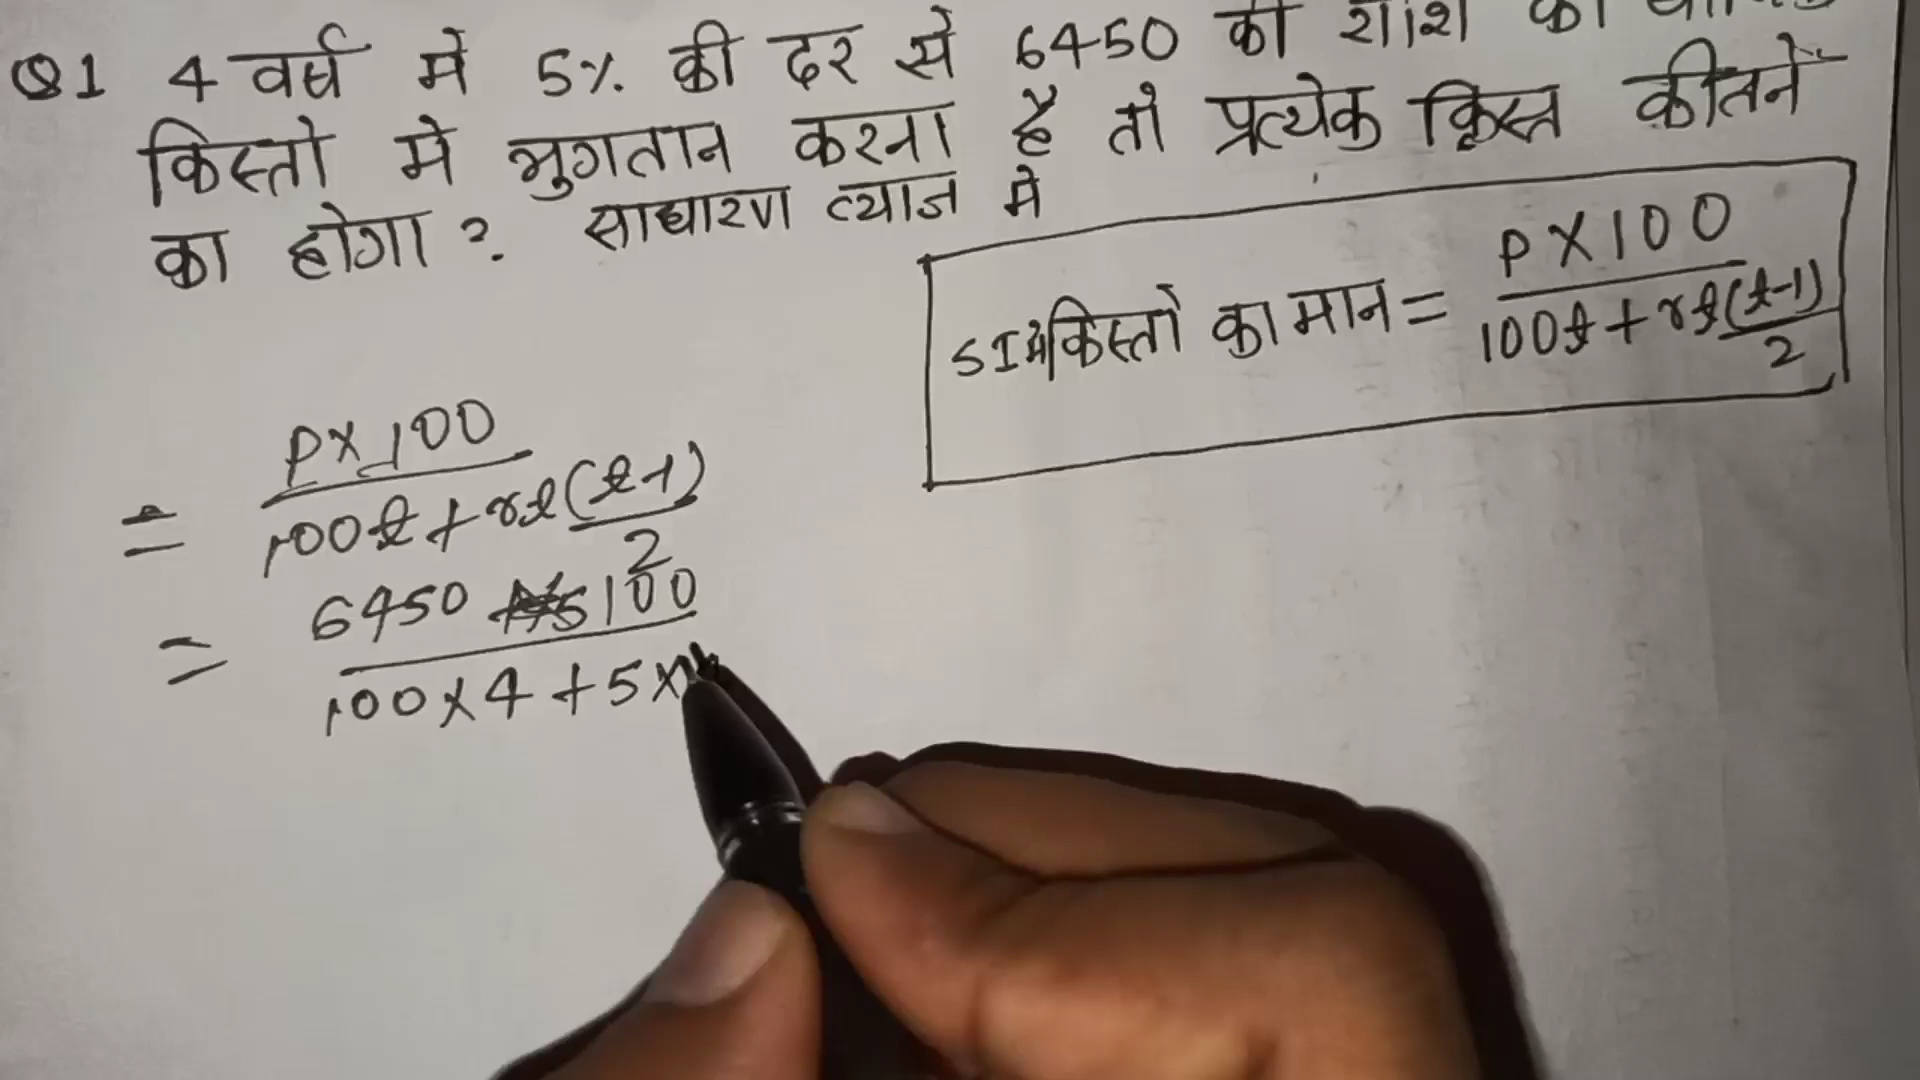 Q1 4 वर्ष मे 5%. की दर से 6450 की राशि का
किस्तो मे भुगतान करना है तो प्रत्येक किस्त कीतने
का होगा ? साधारण ब्याज मे
SI मे किस्तो का मान = P X 100
100t + rt(t-1)
2
= P X 100
100t + rt(t-1)
2
= 6450 100
100 x 4 + 5 x